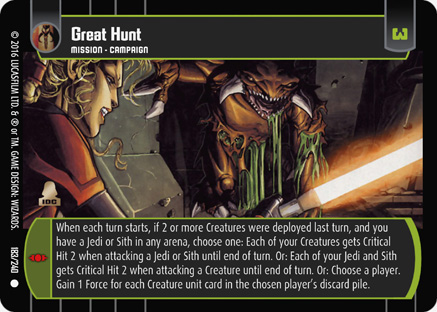 Great Hunt
MISSION • CAMPAIGN
3
© 2016 LUCASFILM LTD. & ® or TM. GAME DESIGN, WIZARDS.
IDC
183/240
When each turn starts, if 2 or more Creatures were deployed last turn, and you
have a Jedi or Sith in any arena, choose one: Each of your Creatures gets Critical
Hit 2 when attacking a Jedi or Sith until end of turn. Or: Each of your Jedi and Sith
gets Critical Hit 2 when attacking a Creature until end of turn. Or: Choose a player.
Gain 1 Force for each Creature unit card in the chosen player's discard pile.